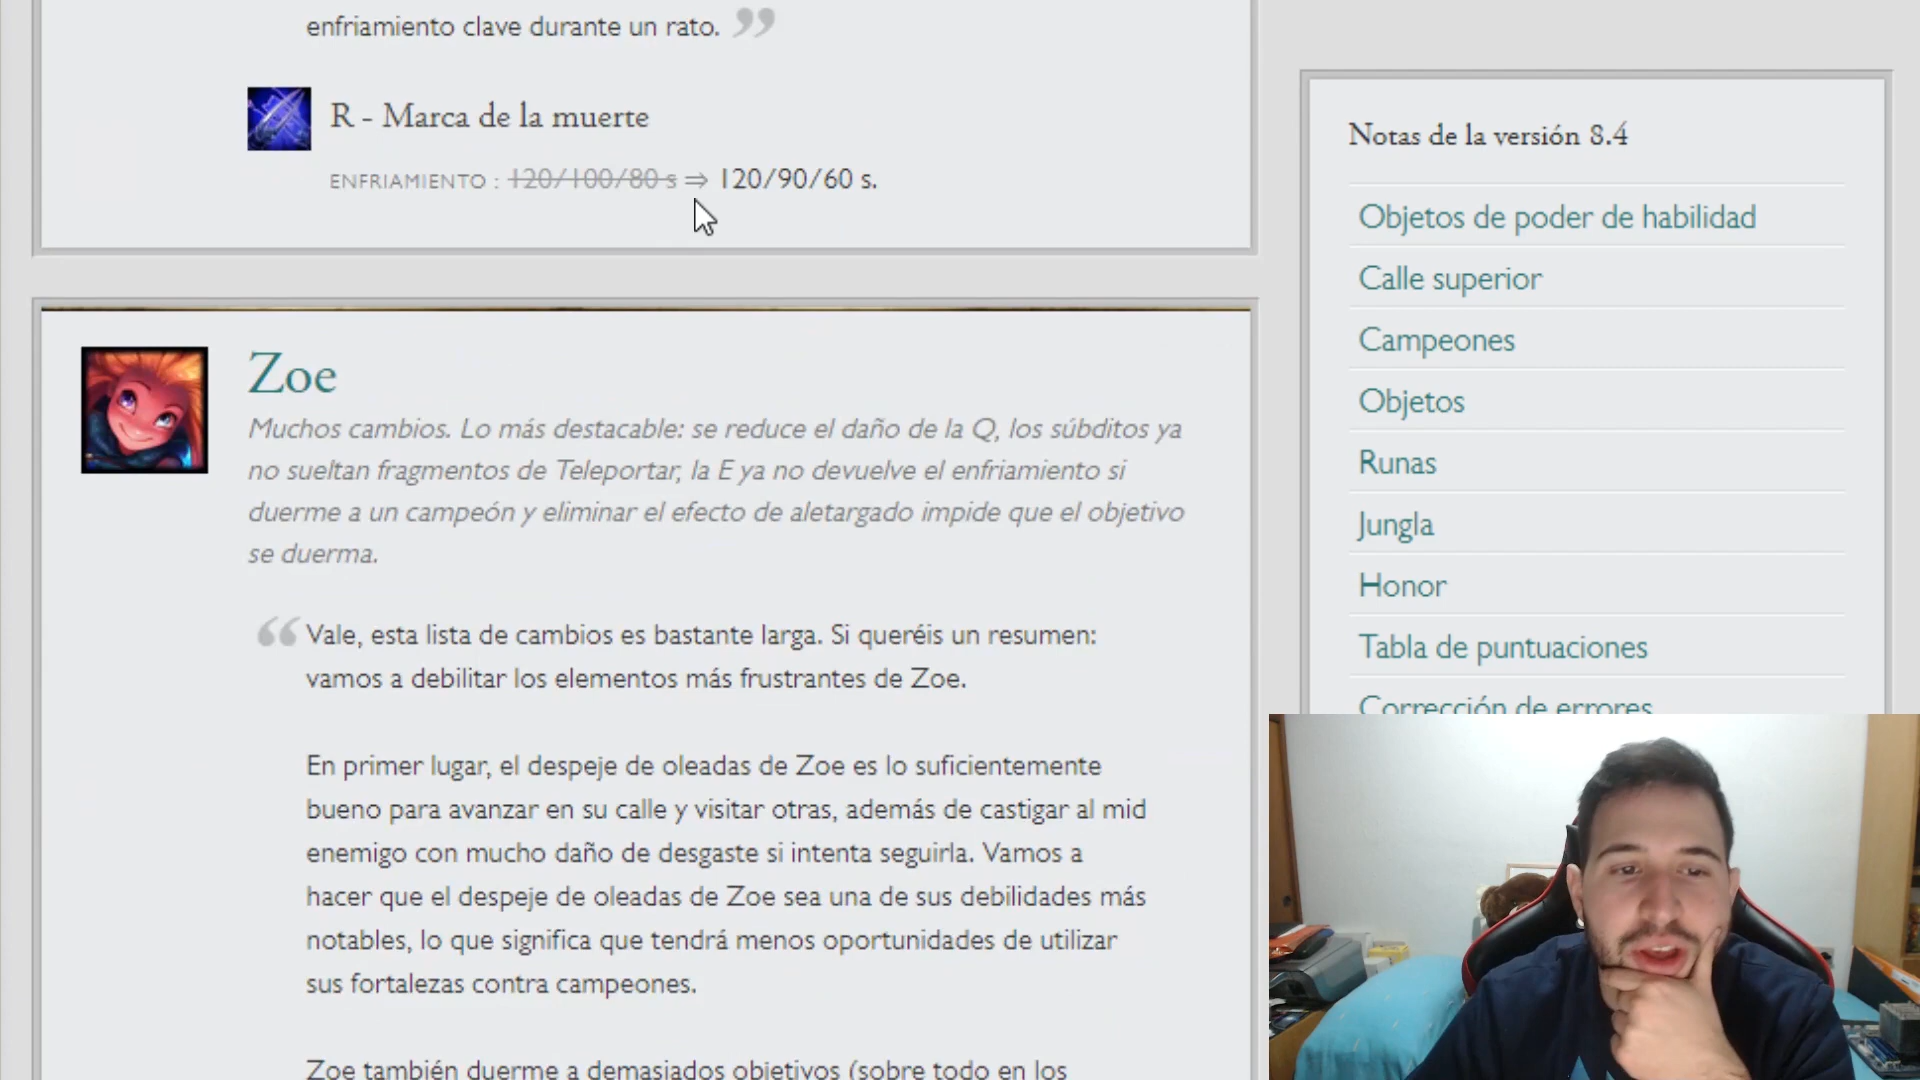 enfriamiento clave durante un rato. ”
R - Marca de la muerte
ENFRIAMIENTO : 120/100/80 s ⇒ 120/90/60 s.
Zoe
Muchos cambios. Lo más destacable: se reduce el daño de la Q, los súbditos ya
no sueltan fragmentos de Teleportar, la E ya no devuelve el enfriamiento si
duerme a un campeón y eliminar el efecto de aletargado impide que el objetivo
se duerma.
“ Vale, esta lista de cambios es bastante larga. Si queréis un resumen:
vamos a debilitar los elementos más frustrantes de Zoe.
En primer lugar, el despeje de oleadas de Zoe es lo suficientemente
bueno para avanzar en su calle y visitar otras, además de castigar al mid
enemigo con mucho daño de desgaste si intenta seguirla. Vamos a
hacer que el despeje de oleadas de Zoe sea una de sus debilidades más
notables, lo que significa que tendrá menos oportunidades de utilizar
sus fortalezas contra campeones.
Zoe también duerme a demasiados objetivos (sobre todo en los
Notas de la versión 8.4
Objetos de poder de habilidad
Calle superior
Campeones
Objetos
Runas
Jungla
Honor
Tabla de puntuaciones
Corrección de errores